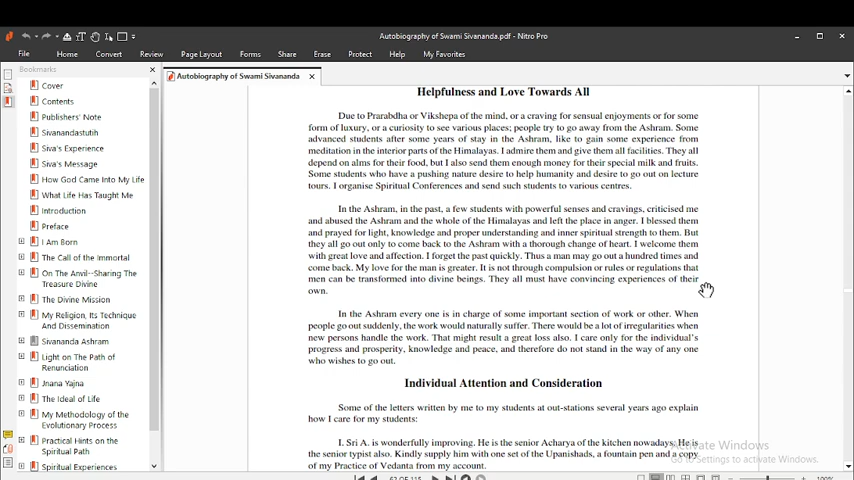 Autobiography of Swami Sivananda.pdf - Nitro Pro
File Home Convert Review Page Layout Forms Share Erase Protect Help My Favorites
Bookmarks
Autobiography of Swami Sivananda
Cover
Contents
Publishers' Note
Sivanandastutih
Siva's Experience
Siva's Message
How God Came Into My Life
What Life Has Taught Me
Introduction
Preface
I Am Born
The Call of the Immortal
On The Anvil--Sharing The
Treasure Divine
The Divine Mission
My Religion, Its Technique
And Dissemination
Sivananda Ashram
Light on The Path of
Renunciation
Jnana Yajna
The Ideal of Life
My Methodology of the
Evolutionary Process
Practical Hints on the
Spiritual Path
Spiritual Experiences
Helpfulness and Love Towards All
Due to Prarabdha or Vikshepa of the mind, or a craving for sensual enjoyments or for some
form of luxury, or a curiosity to see various places; people try to go away from the Ashram. Some
advanced students after some years of stay in the Ashram, like to gain some experience from
meditation in the interior parts of the Himalayas. I admire them and give them all facilities. They all
depend on alms for their food, but I also send them enough money for their special milk and fruits.
Some students who have a pushing nature desire to help humanity and desire to go out on lecture
tours. I organise Spiritual Conferences and send such students to various centres.
In the Ashram, in the past, a few students with powerful senses and cravings, criticised me
and abused the Ashram and the whole of the Himalayas and left the place in anger. I blessed them
and prayed for light, knowledge and proper understanding and inner spiritual strength to them. But
they all go out only to come back to the Ashram with a thorough change of heart. I welcome them
with great love and affection. I forget the past quickly. Thus a man may go out a hundred times and
come back. My love for the man is greater. It is not through compulsion or rules or regulations that
men can be transformed into divine beings. They all must have convincing experiences of their
own.
In the Ashram every one is in charge of some important section of work or other. When
people go out suddenly, the work would naturally suffer. There would be a lot of irregularities when
new persons handle the work. That might result a great loss also. I care only for the individual's
progress and prosperity, knowledge and peace, and therefore do not stand in the way of any one
who wishes to go out.
Individual Attention and Consideration
Some of the letters written by me to my students at out-stations several years ago explain
how I care for my students:
I. Sri A. is wonderfully improving. He is the senior Acharya of the kitchen nowadays. He is
the senior typist also. Kindly supply him with one set of the Upanishads, a fountain pen and a copy
of my Practice of Vedanta from my account.
Activate Windows
Go to Settings to activate Windows.
62 OF 115
100%